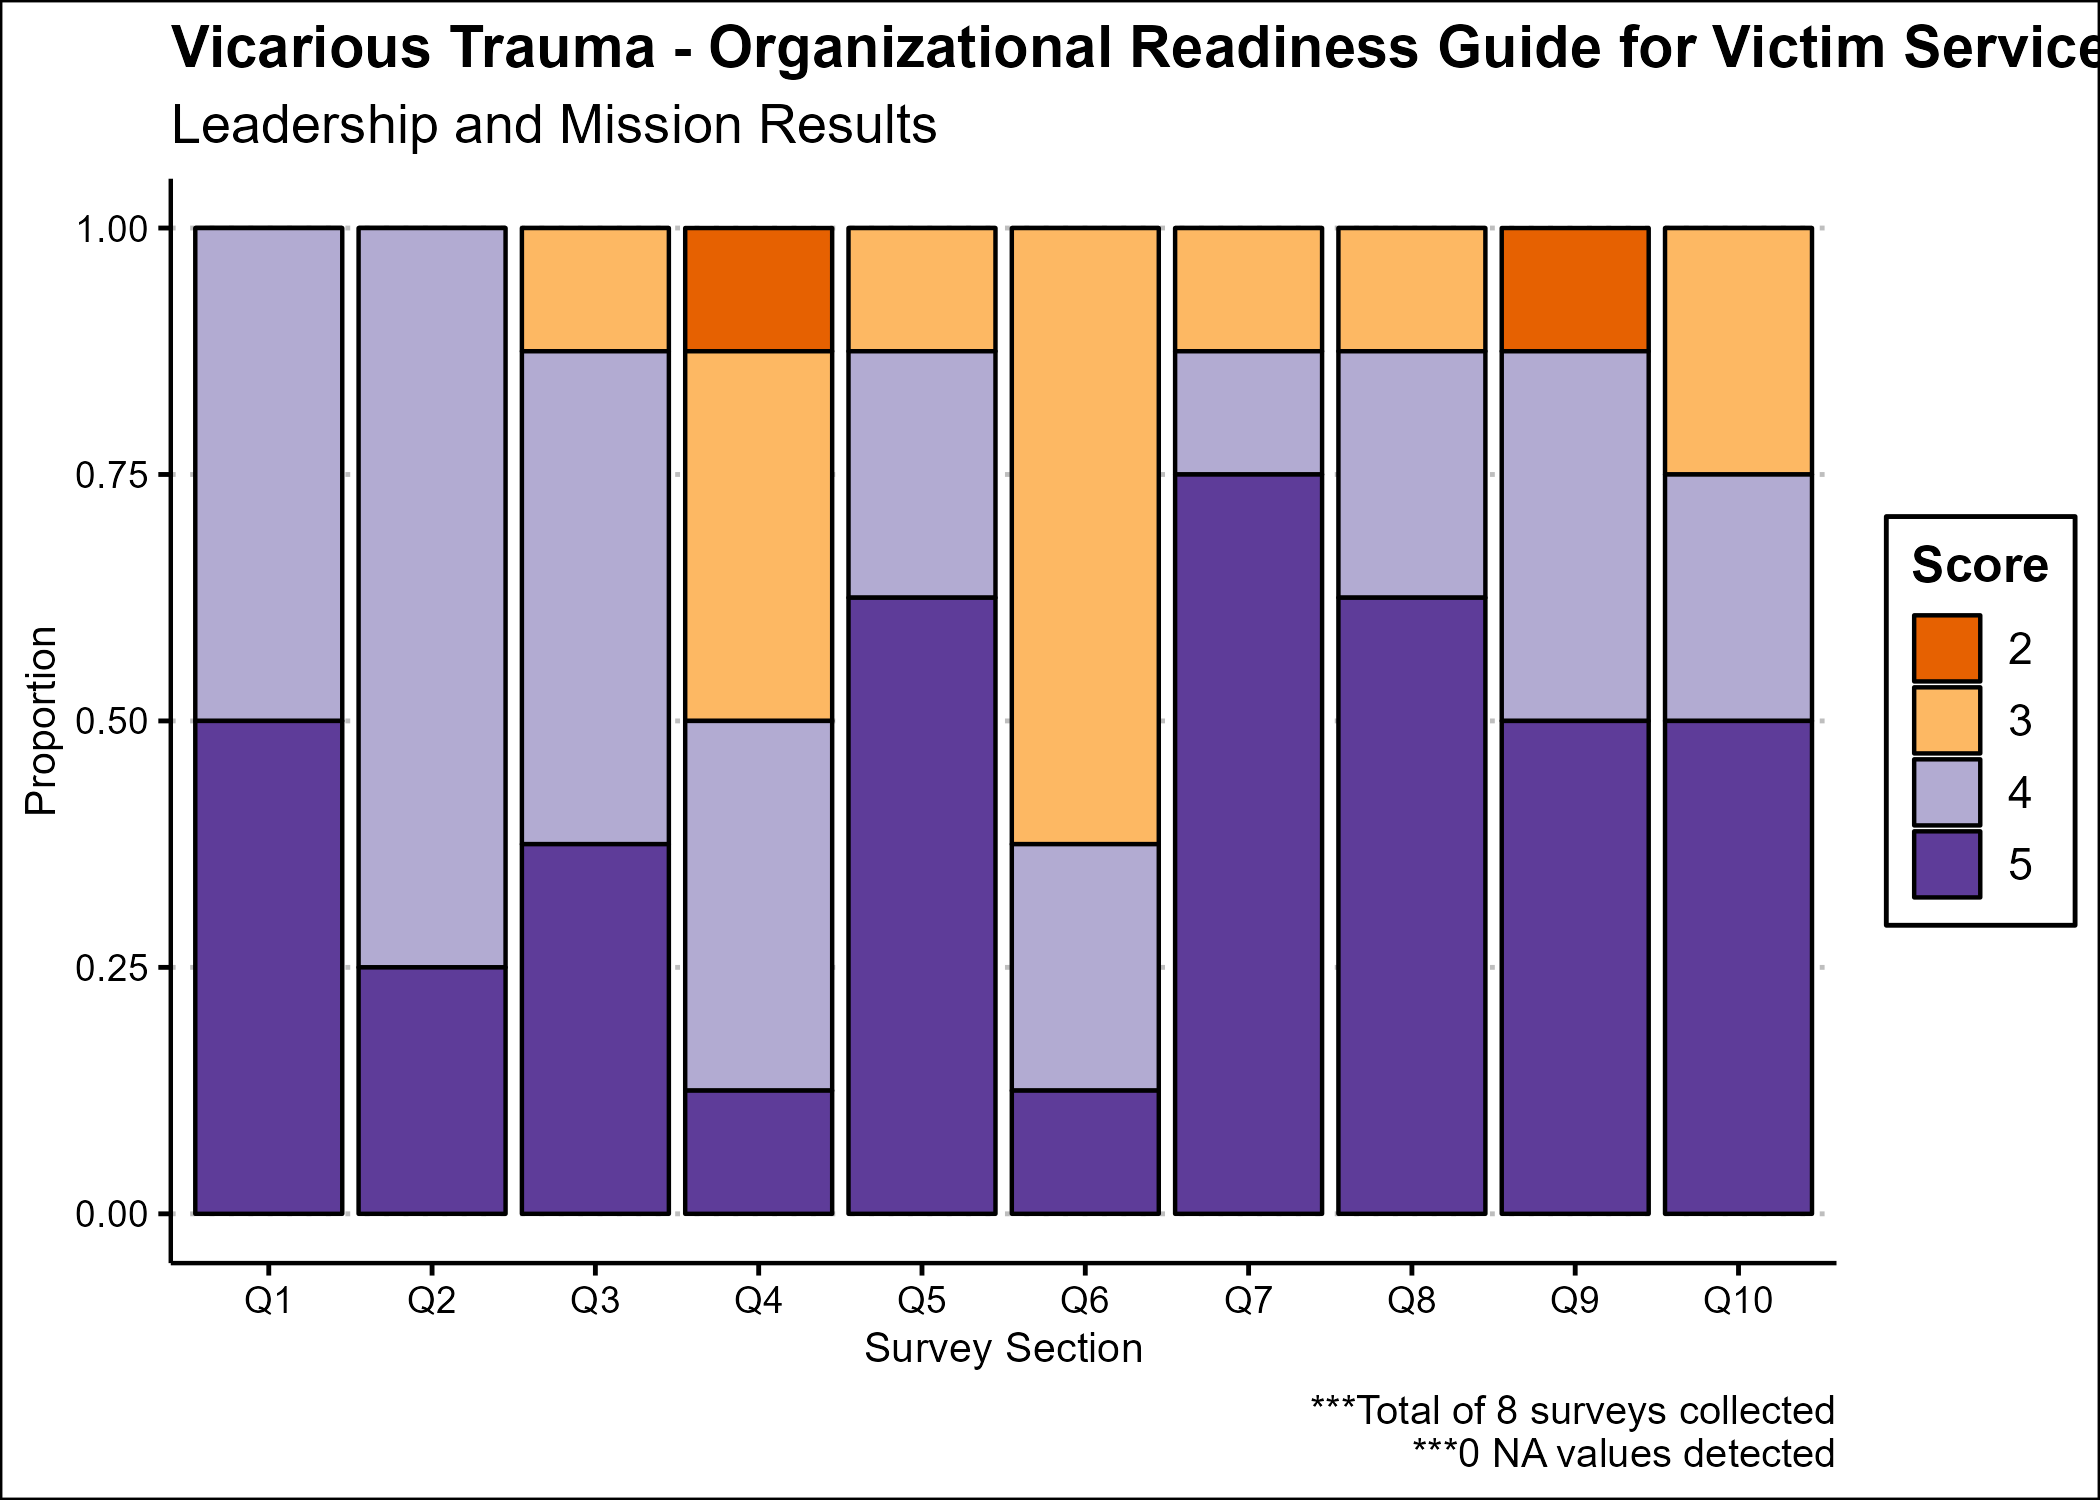 Vicarious Trauma - Organizational Readiness Guide for Victim Service
Leadership and Mission Results
1.00
0.75
0.50
0.25
0.00
Proportion
Q1 Q2 Q3 Q4 Q5 Q6 Q7 Q8 Q9 Q10
Survey Section
Score
2
3
4
5
***Total of 8 surveys collected
***0 NA values detected